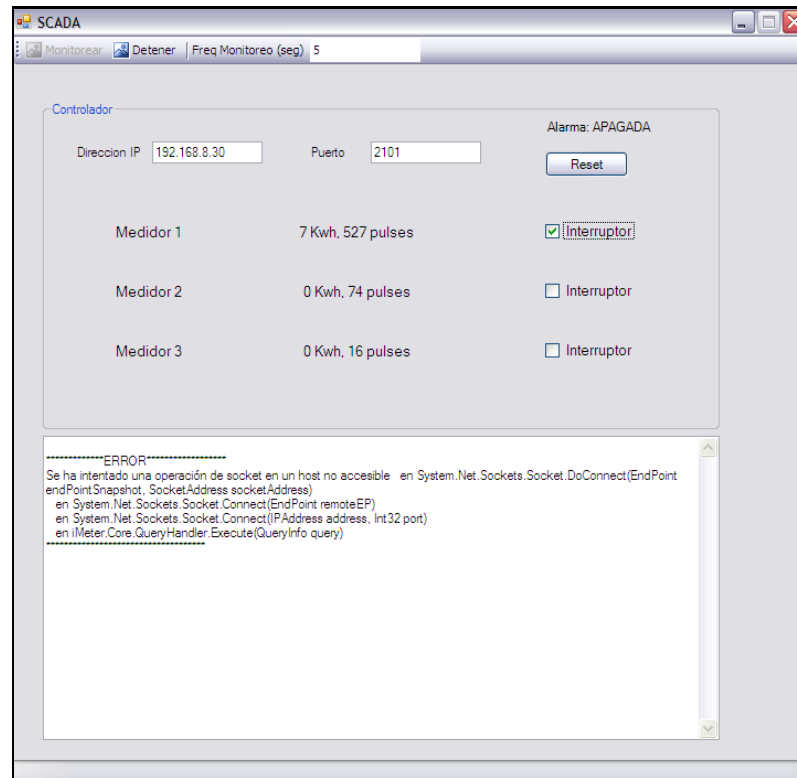 SCADA
Monitorear Detener Freq Monitoreo (seg) 5
Controlador
Alarma: APAGADA
Direccion IP 192.168.8.30 Puerto 2101
Reset
Medidor 1 7 Kwh, 527 pulses Interruptor
Medidor 2 0 Kwh, 74 pulses Interruptor
Medidor 3 0 Kwh, 16 pulses Interruptor
*************ERROR******************
Se ha intentado una operación de socket en un host no accesible en System.Net.Sockets.Socket.DoConnect(EndPoint
endPointSnapshot, SocketAddress socketAddress)
en System.Net.Sockets.Socket.Connect(EndPoint remoteEP)
en System.Net.Sockets.Socket.Connect(IPAddress address, Int32 port)
en iMeter.Core.QueryHandler.Execute(QueryInfo query)
************************************